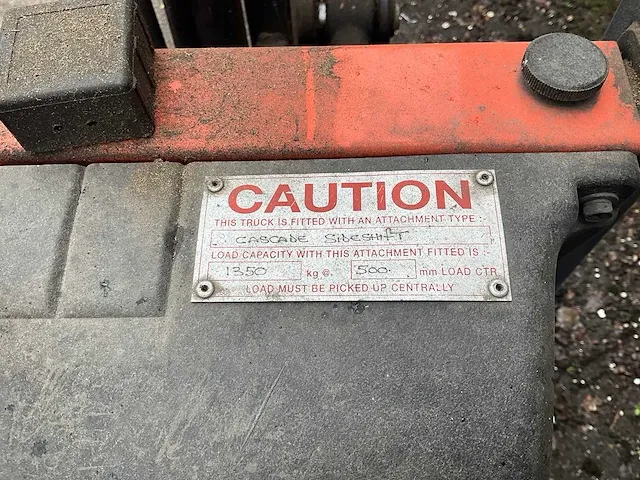 CAUTION
THIS TRUCK IS FITTED WITH AN ATTACHMENT TYPE :-
CASCADE SIDESHIFT
LOAD CAPACITY WITH THIS ATTACHMENT FITTED IS :-
1350 kg @. 500. mm LOAD CTR
LOAD MUST BE PICKED UP CENTRALLY